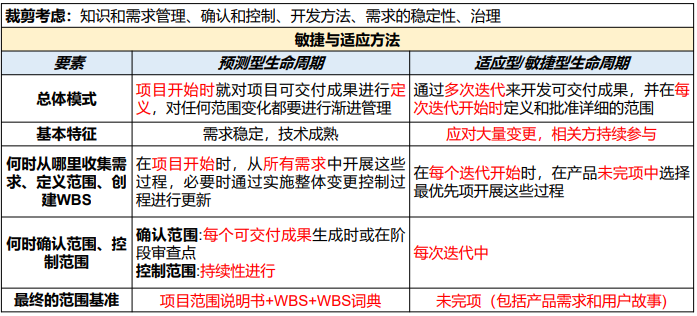 裁剪考虑：知识和需求管理、确认和控制、开发方法、需求的稳定性、治理
敏捷与适应方法
要素
预测型生命周期
适应型/敏捷型生命周期
总体模式
项目开始时就对项目可交付成果进行定
义，对任何范围变化都要进行渐进管理
通过多次迭代来开发可交付成果，并在每
次迭代开始时定义和批准详细的范围
基本特征
需求稳定，技术成熟
应对大量变更，相关方持续参与
何时从哪里收集需
求、定义范围、创
建WBS
在项目开始时，从所有需求中开展这些
过程，必要时通过实施整体变更控制过
程进行更新
在每个迭代开始时，在产品未完项中选择
最优先项开展这些过程
何时确认范围、控
制范围
确认范围:每个可交付成果生成时或在阶
段审查点
控制范围:持续性进行
每次迭代中
最终的范围基准
项目范围说明书+WBS+WBS词典
未完项（包括产品需求和用户故事）